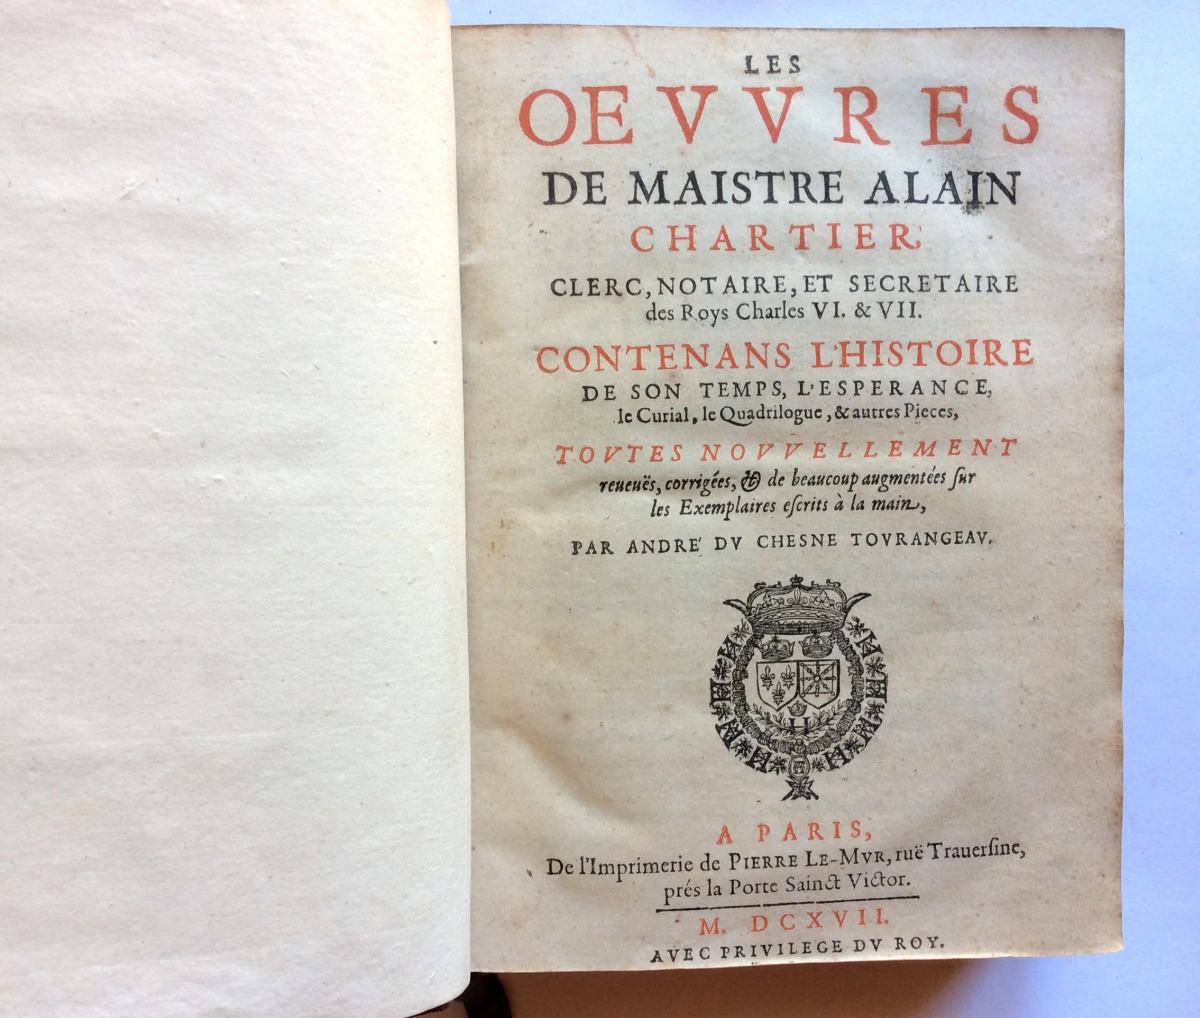 LES
OEVVRES
DE MAISTRE ALAIN
CHARTIER,
CLERC, NOTAIRE, ET SECRETAIRE
des Roys Charles VI. & VII.
CONTENANS L'HISTOIRE
DE SON TEMPS, L'ESPERANCE,
le Curial, le Quadrilogue, & autres Pieces,
TOVTES NOVVELLEMENT
reueuës, corrigées, & de beaucoup augmentées ſur
les Exemplaires eſcrits à la main,
PAR ANDRE' DV CHESNE TOVRANGEAV.
H
A PARIS,
De l'Imprimerie de PIERRE LE-MVR, ruë Trauerſine,
prés la Porte Sainct Victor.
M. DCXVII.
AVEC PRIVILEGE DV ROY.